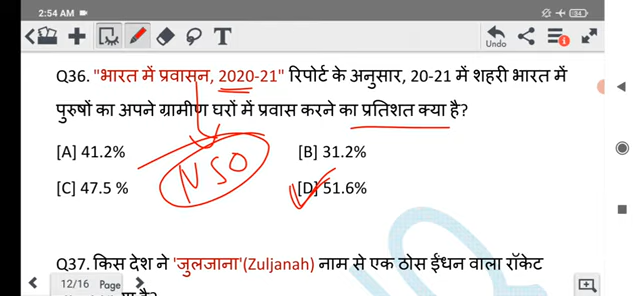 2:54 AM
34
Undo
Q36. "भारत में प्रवासन, 2020-21" रिपोर्ट के अनुसार, 20-21 में शहरी भारत में
पुरुषों का अपने ग्रामीण घरों में प्रवास करने का प्रतिशत क्या है?
[A] 41.2% [B] 31.2%
NSO
[C] 47.5 % [D] 51.6%
Q37. किस देश ने 'जुलजाना'(Zuljanah) नाम से एक ठोस ईंधन वाला रॉकेट
12/16
है?